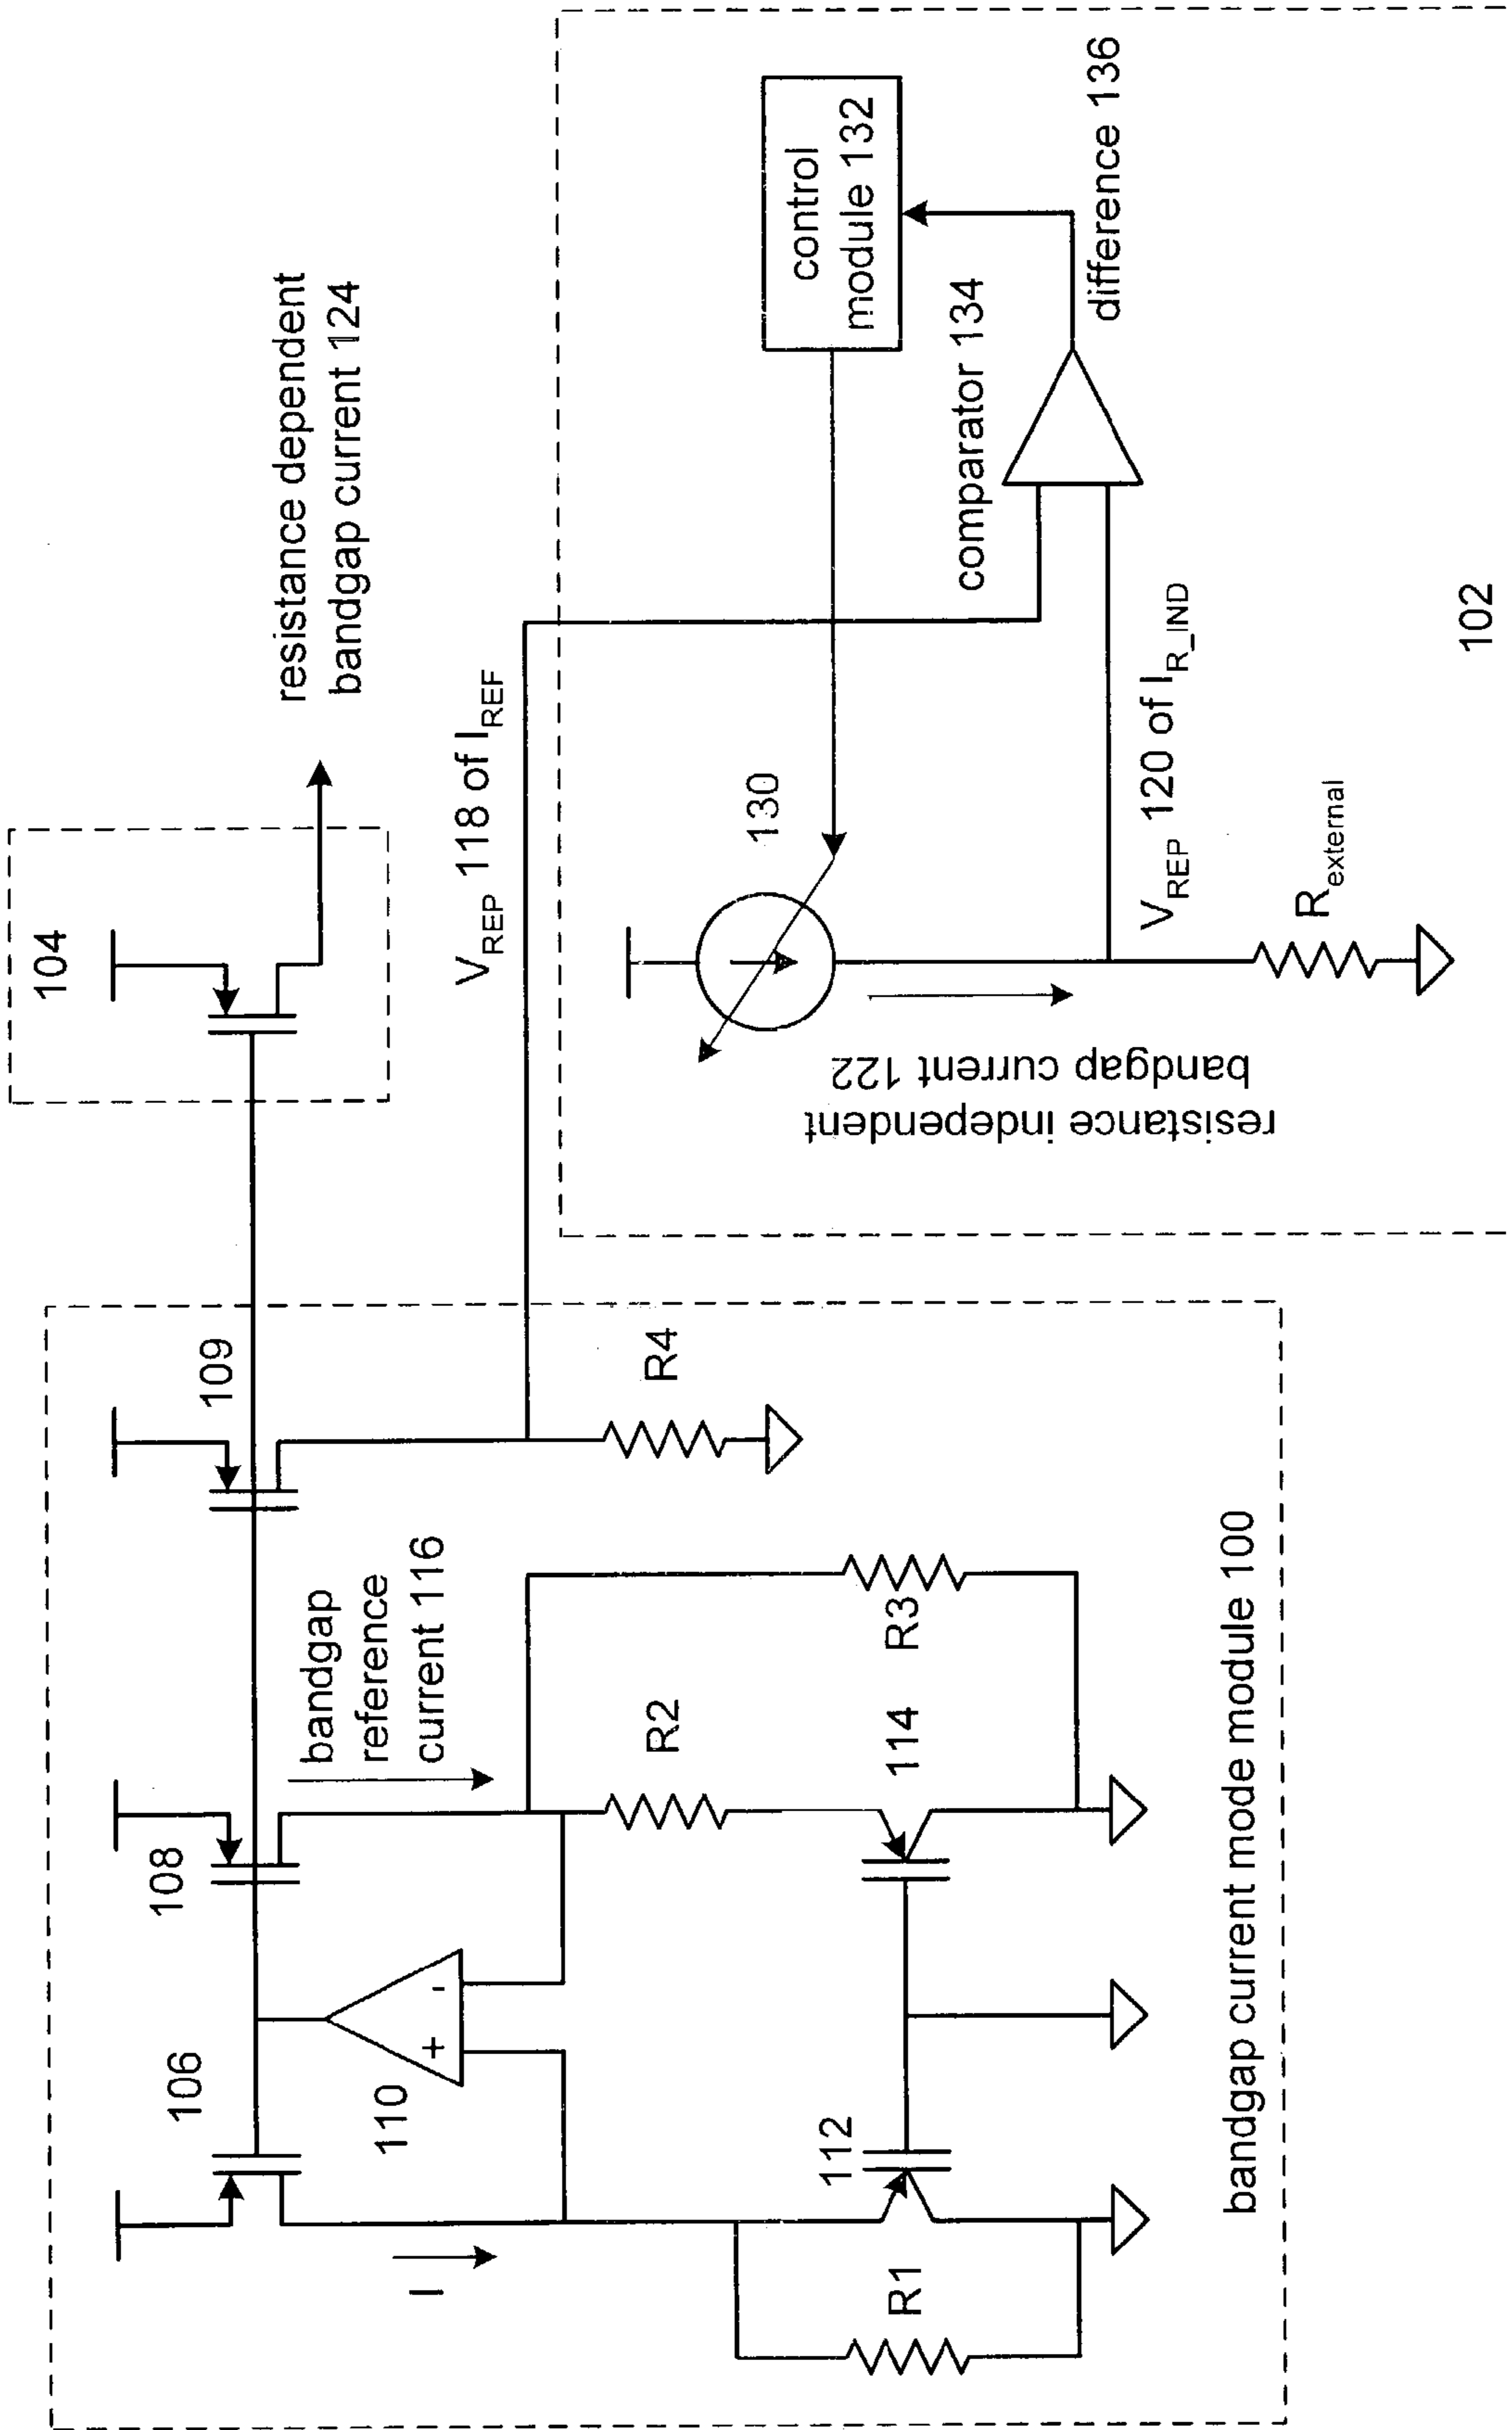 106
108
109
104
resistance dependent
bandgap current 124
110
+
-
I
bandgap
reference
current 116
V_REP 118 of I_REF
R1
112
R2
114
R3
R4
bandgap current mode module 100
130
control
module 132
comparator 134
difference 136
resistance independent
bandgap current 122
V_REP 120 of I_R_IND
R_external
102